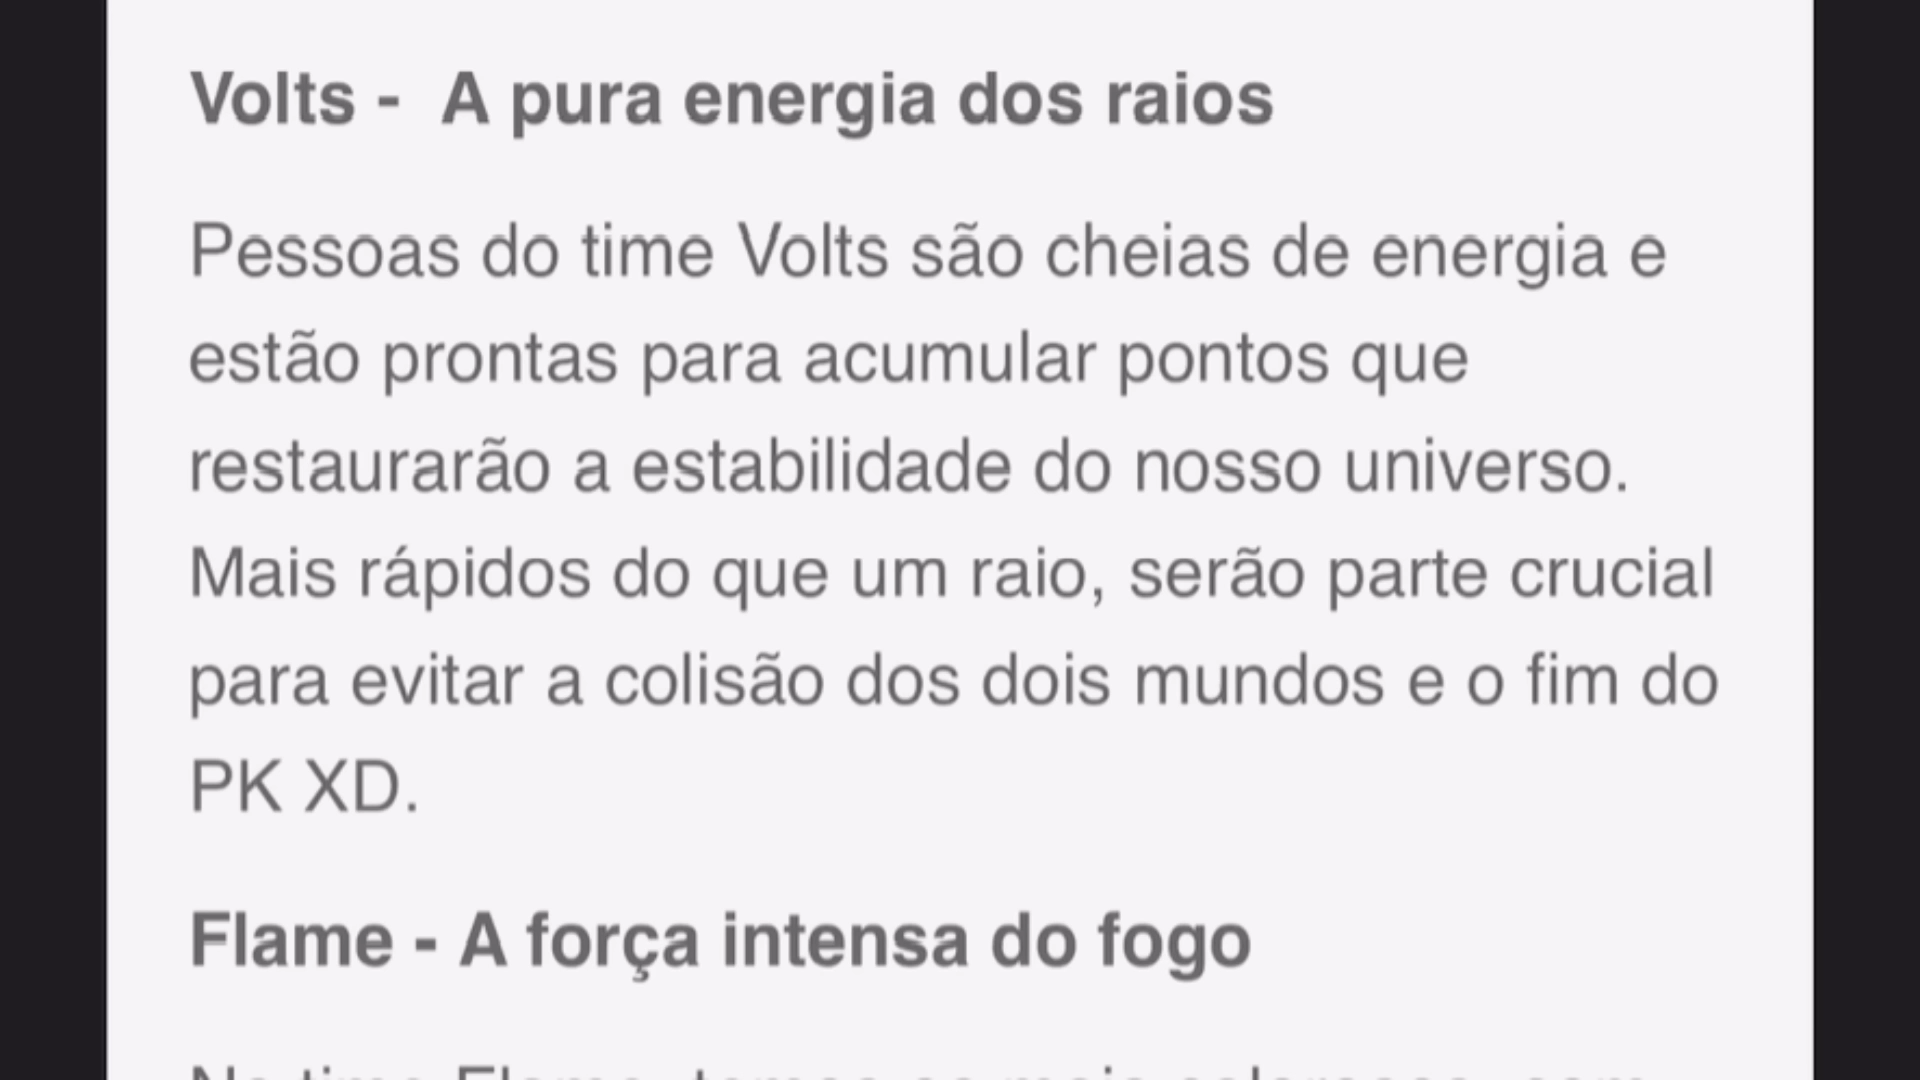 Volts -  A pura energia dos raios
Pessoas do time Volts são cheias de energia e
estão prontas para acumular pontos que
restaurarão a estabilidade do nosso universo.
Mais rápidos do que um raio, serão parte crucial
para evitar a colisão dos dois mundos e o fim do
PK XD.
Flame - A força intensa do fogo